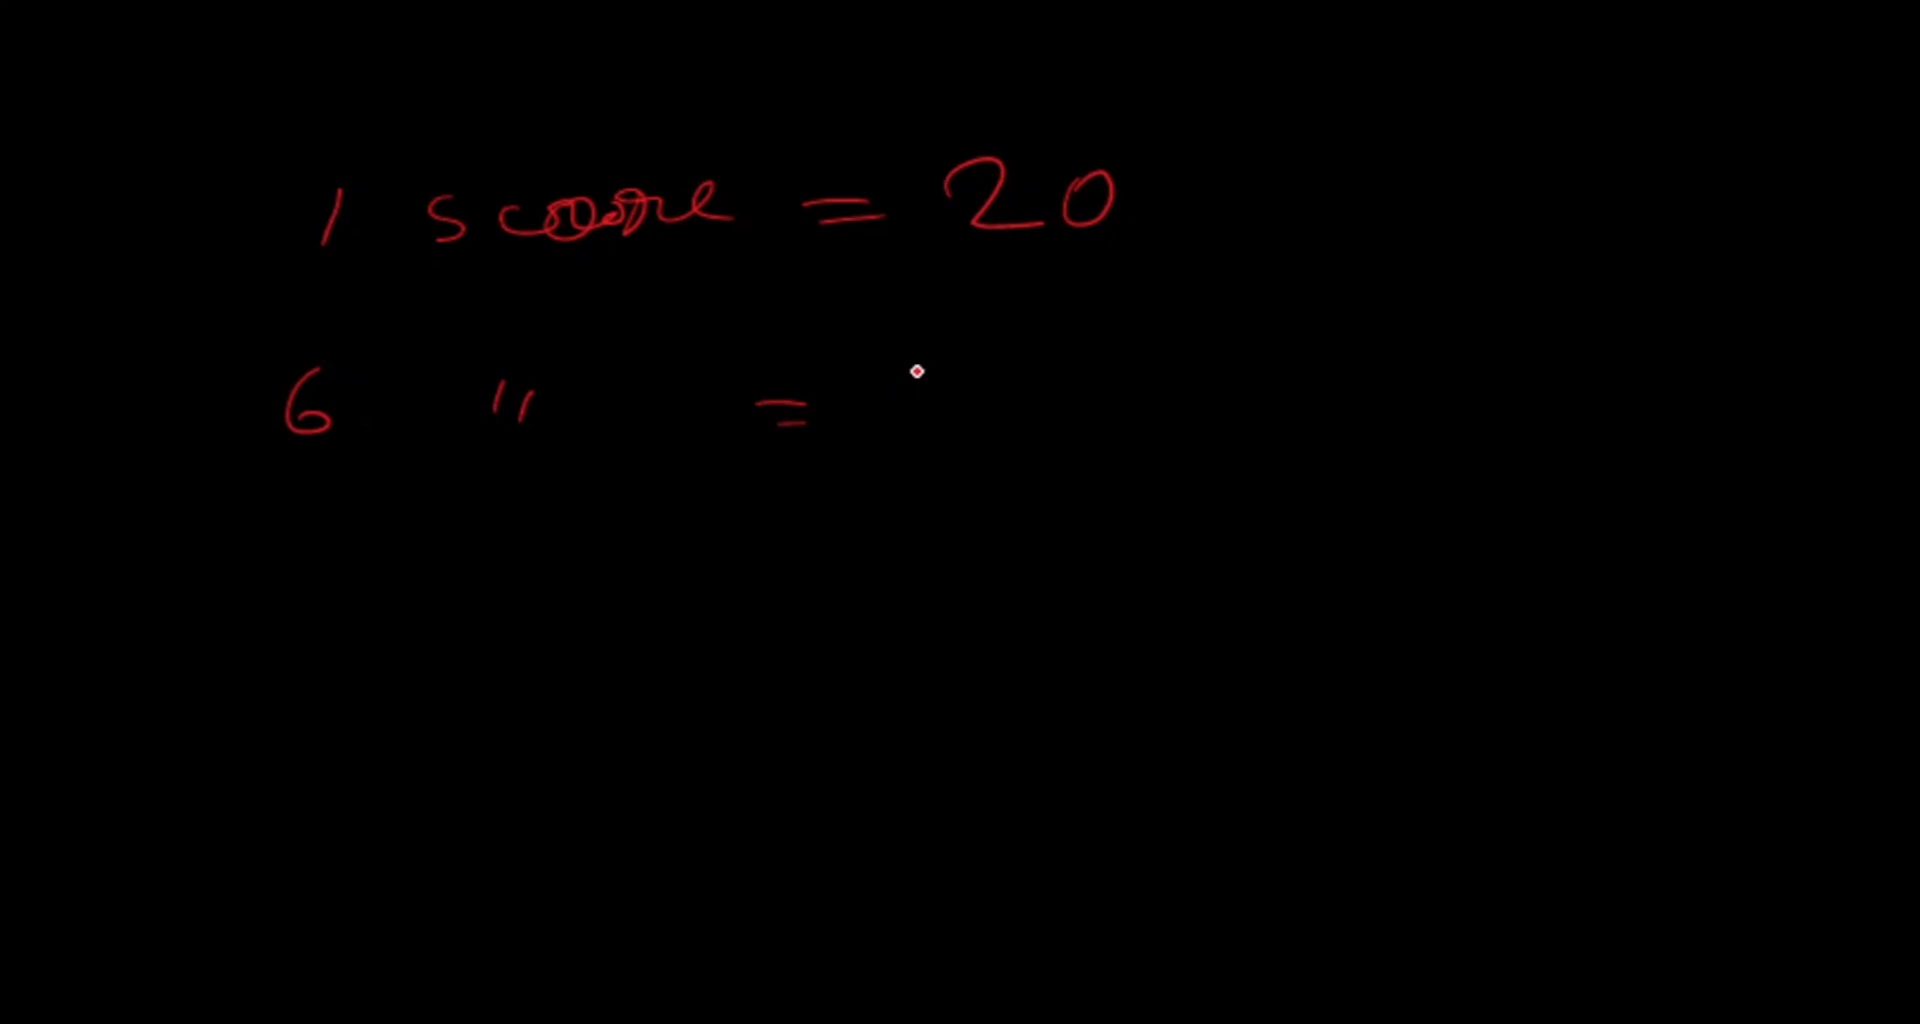 1 score = 20
6 " =